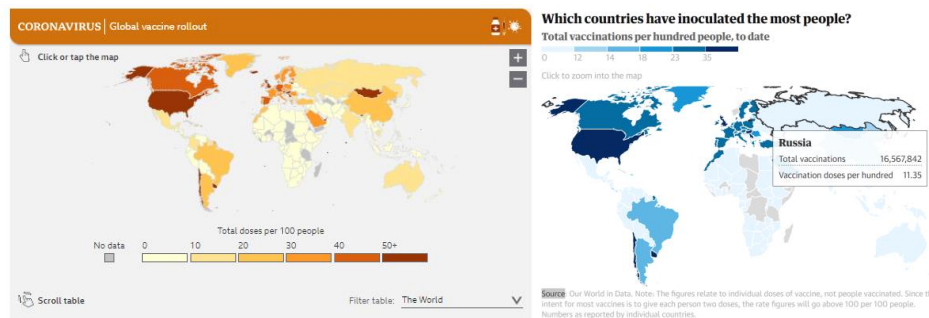 CORONAVIRUS | Global vaccine rollout
Click or tap the map
+
−
Total doses per 100 people
No data 0 10 20 30 40 50+
Scroll table
Filter table: The World
Which countries have inoculated the most people?
Total vaccinations per hundred people, to date
0 12 14 18 23 35
Click to zoom into the map
Russia
Total vaccinations 16,567,842
Vaccination doses per hundred 11.35
Source: Our World in Data, Note: The figures relate to individual doses of vaccine, not people vaccinated. Since
intent for most vaccines is to give each person two doses, the rate figures will go above 100 per 100 people.
Numbers as reported by individual countries.